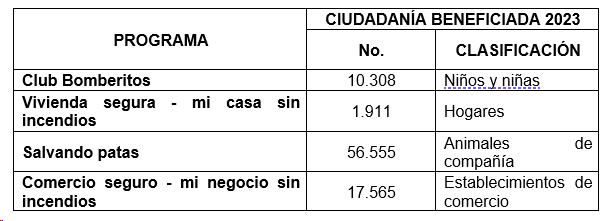 PROGRAMA
CIUDADANÍA BENEFICIADA 2023
No.
CLASIFICACIÓN
Club Bomberitos
10.308
Niños y niñas
Vivienda segura - mi casa sin
incendios
1.911
Hogares
Salvando patas
56.555
Animales de
compañía
Comercio seguro - mi negocio sin
incendios
17.565
Establecimientos de
comercio